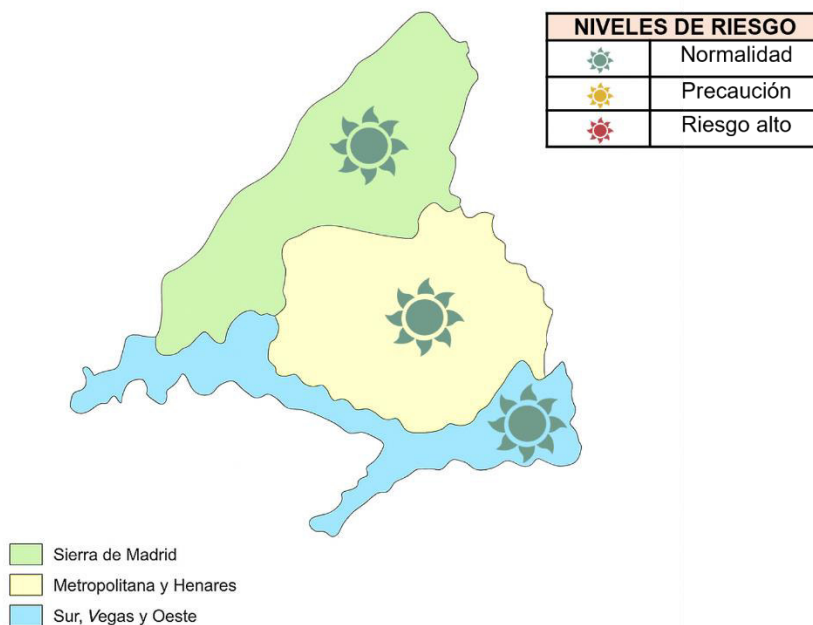 NIVELES DE RIESGO
Normalidad
Precaución
Riesgo alto
Sierra de Madrid
Metropolitana y Henares
Sur, Vegas y Oeste